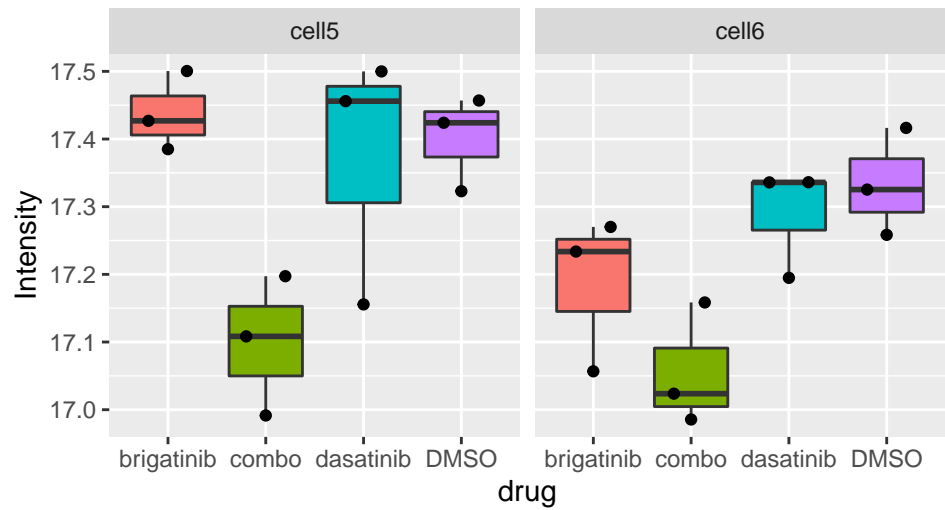 cell5 cell6
Intensity
17.5
17.4
17.3
17.2
17.1
17.0
brigatinib combo dasatinib DMSO brigatinib combo dasatinib DMSO
drug